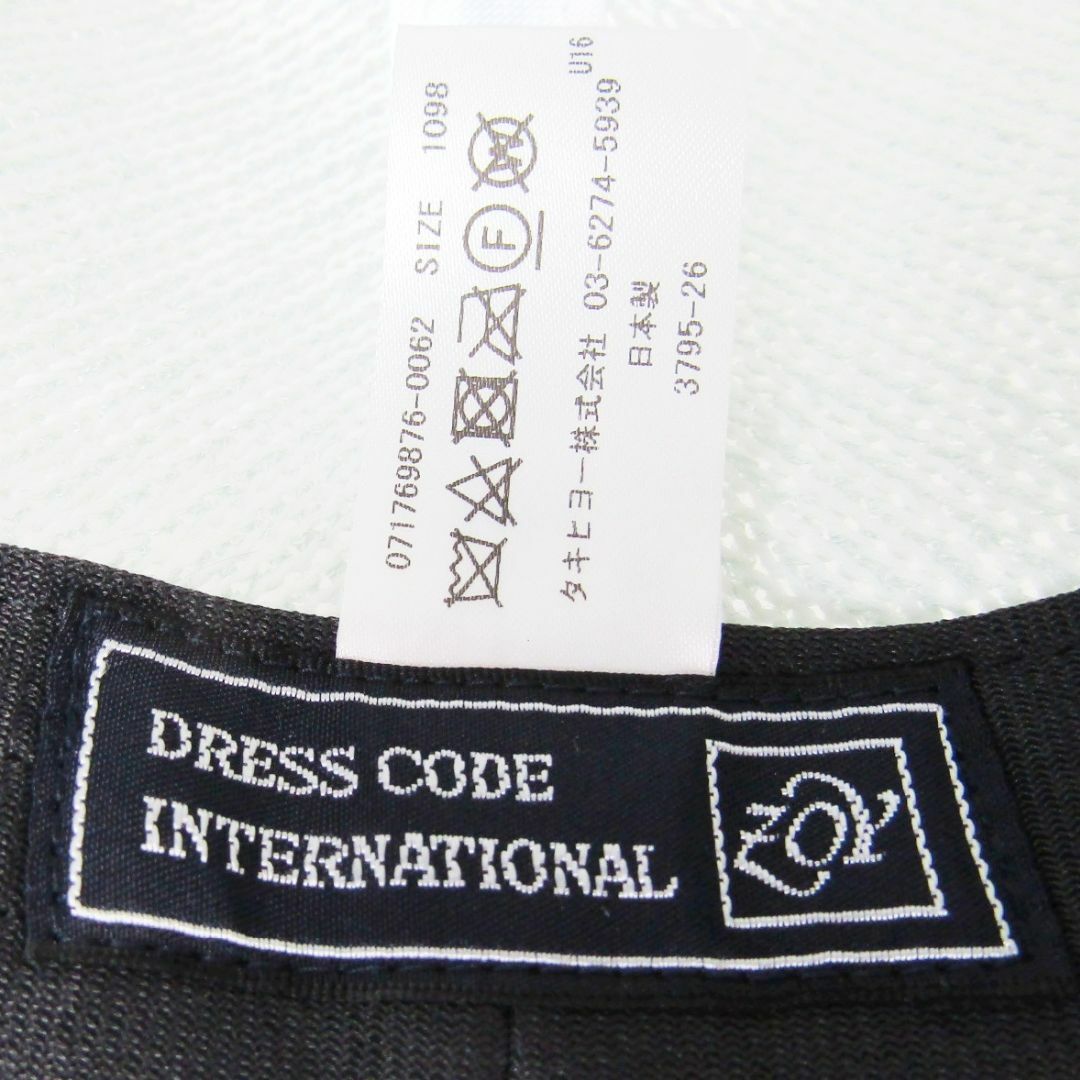 071769876-0062 SIZE 1098
F
W
タキヒヨー株式会社 03-6274-5939 U16
日本製
3795-26
DRESS CODE
INTERNATIONAL